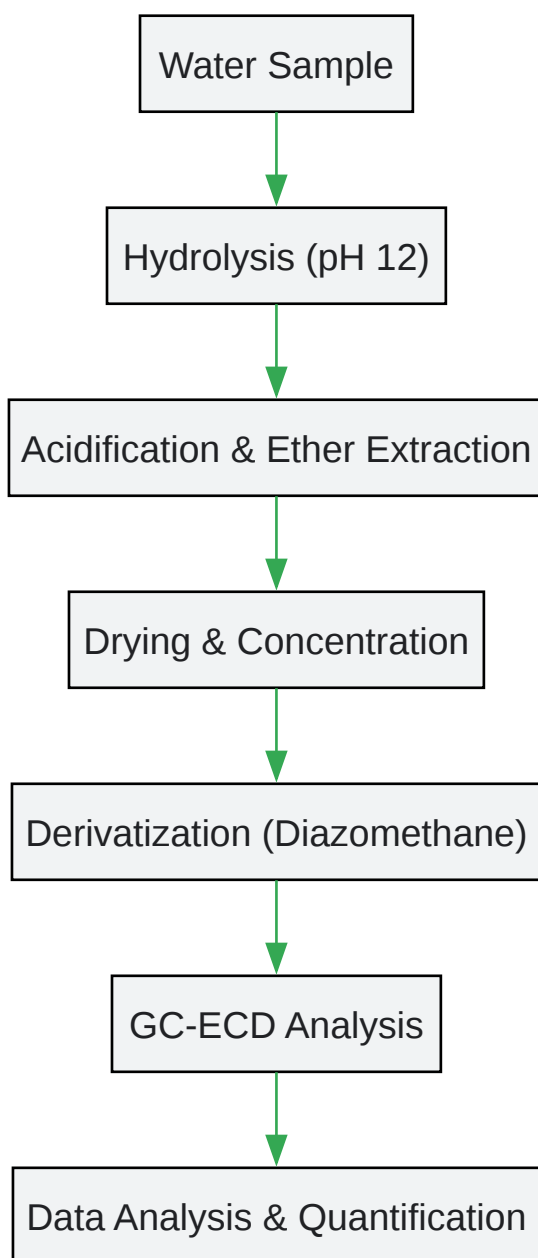 Water Sample
Hydrolysis (pH 12)
Acidification & Ether Extraction
Drying & Concentration
Derivatization (Diazomethane)
GC-ECD Analysis
Data Analysis & Quantification